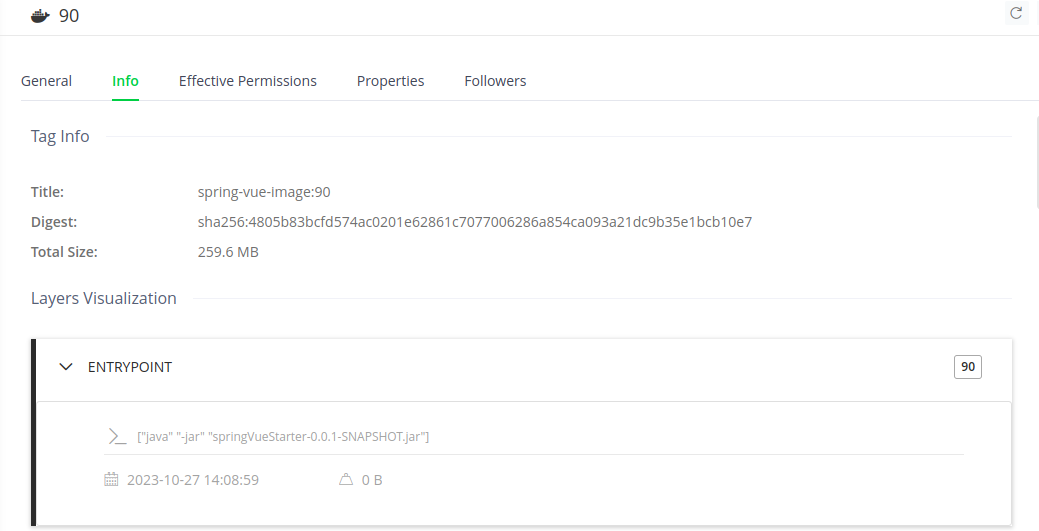 90
General Info Effective Permissions Properties Followers
Tag Info
Title: spring-vue-image:90
Digest: sha256:4805b83bcfd574ac0201e62861c7077006286a854ca093a21dc9b35e1bcb10e7
Total Size: 259.6 MB
Layers Visualization
ENTRYPOINT 90
["java" "-jar" "springVueStarter-0.0.1-SNAPSHOT.jar"]
2023-10-27 14:08:59 0 B